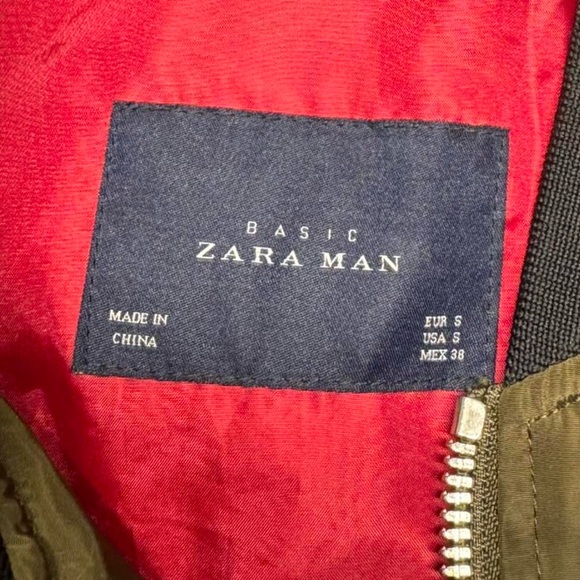 BASIC
ZARA MAN
MADE IN
CHINA
EUR S
USA S
MEX 38